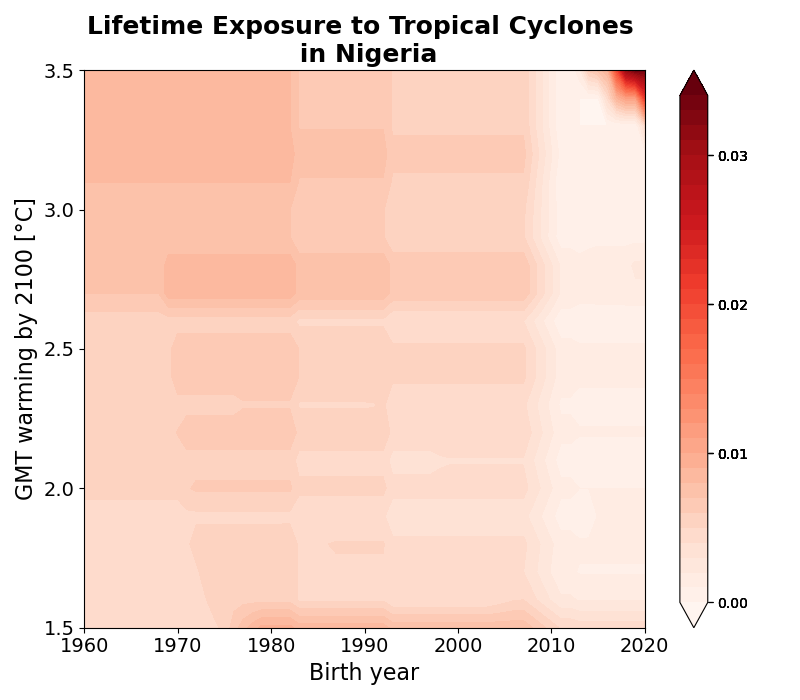 Lifetime Exposure to Tropical Cyclones
in Nigeria
3.5
3.0
2.5
2.0
1.5
GMT warming by 2100 [°C]
1960 1970 1980 1990 2000 2010 2020
Birth year
0.03
0.02
0.01
0.00